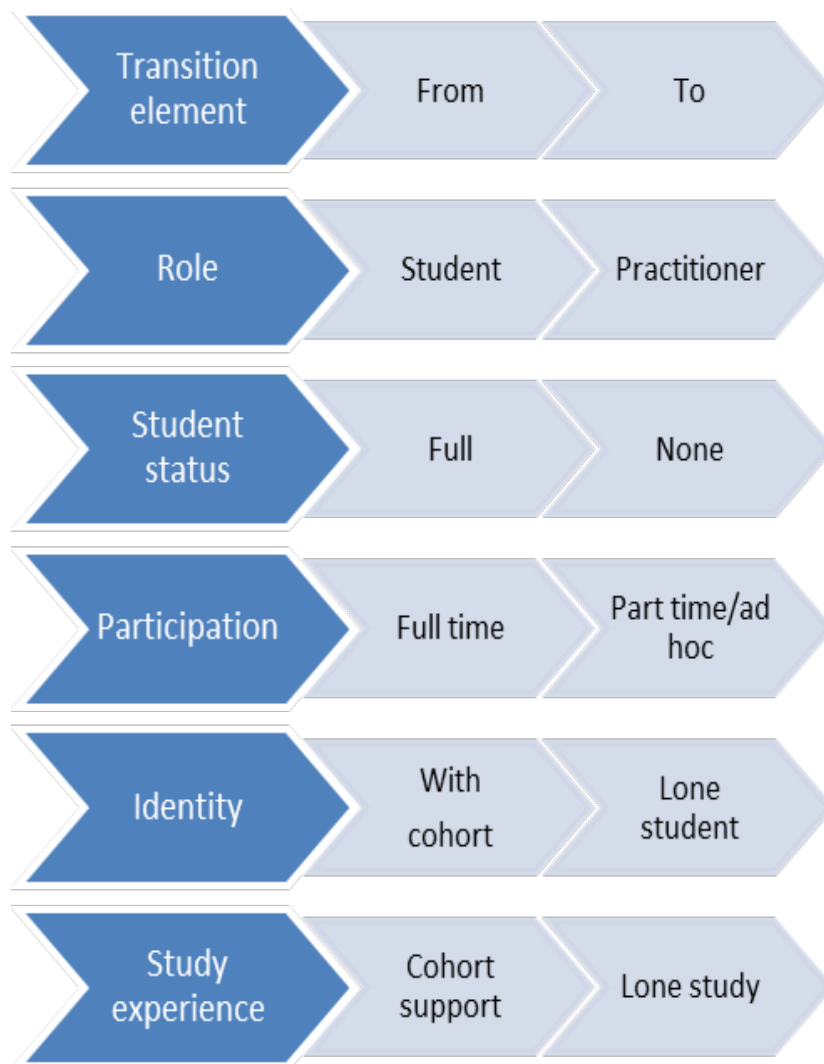 Transition
element
From
To
Role
Student
Practitioner
Student
status
Full
None
Participation
Full time
Part time/ad
hoc
Identity
With
cohort
Lone
student
Study
experience
Cohort
support
Lone study